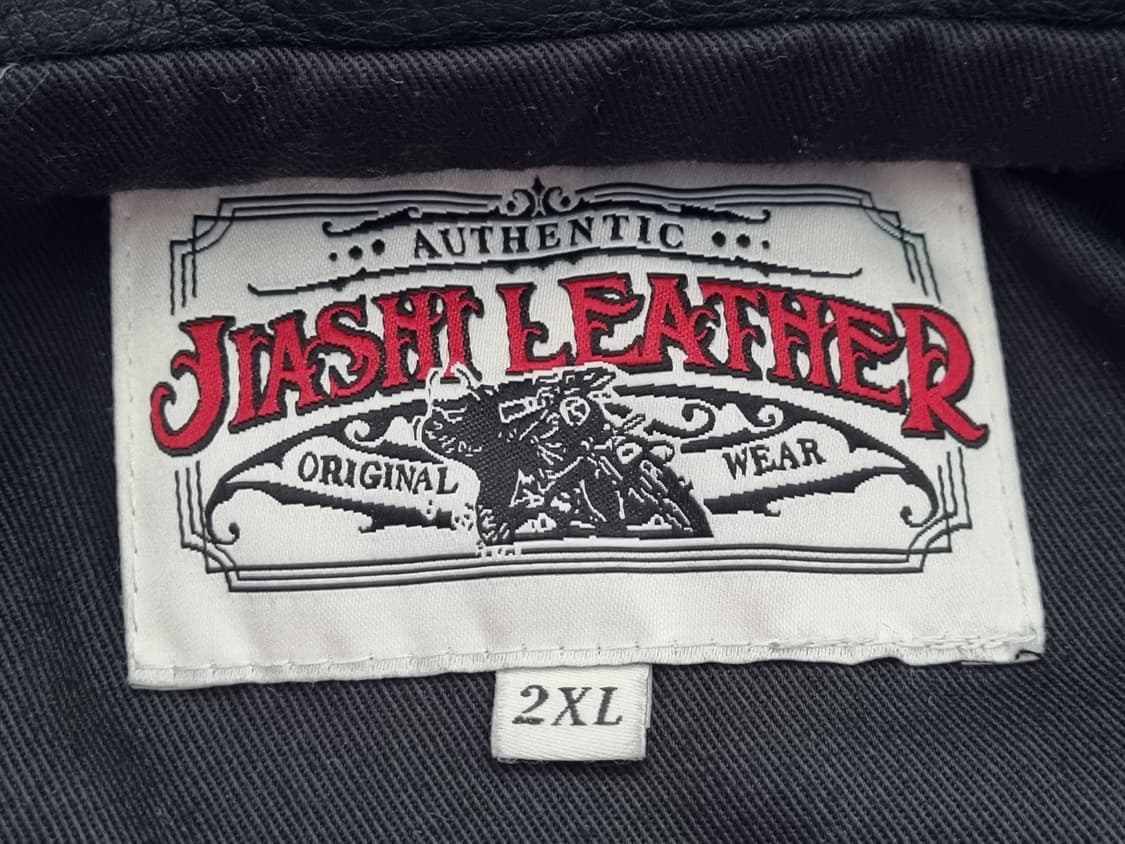 AUTHENTIC
JIASHI LEATHER
ORIGINAL WEAR
2XL